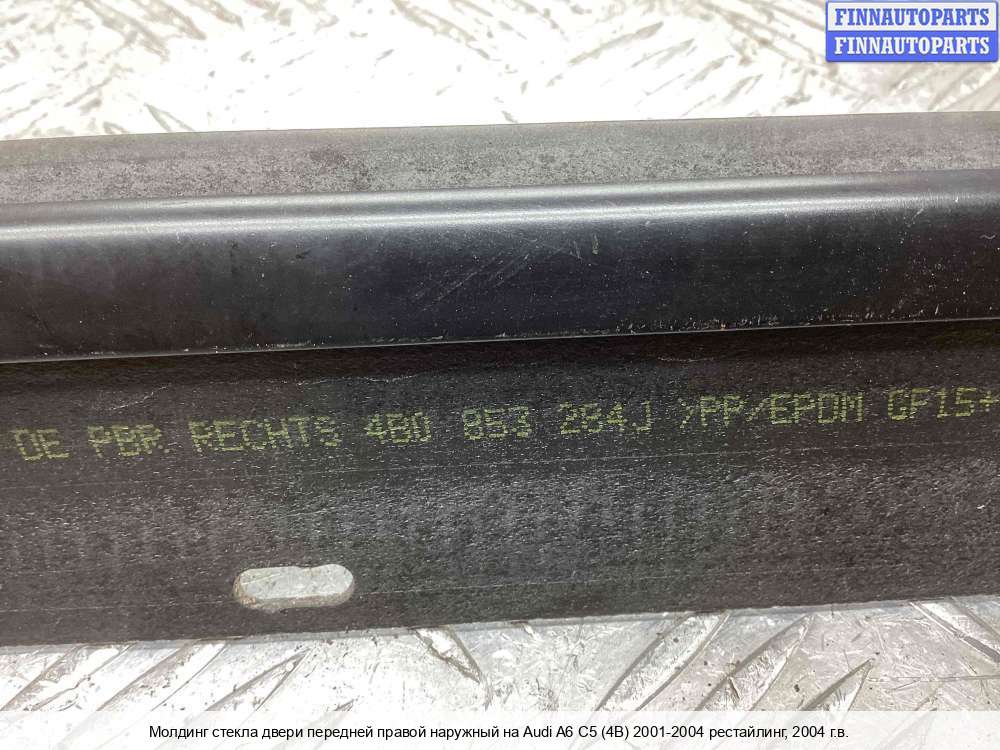 FINNAUTOPARTS
FINNAUTOPARTS
DE PBR RECHTS 4B0 853 284J >PP/EPDM GF15+
Молдинг стекла двери передней правой наружный на Audi A6 C5 (4B) 2001-2004 рестайлинг, 2004 г.в.